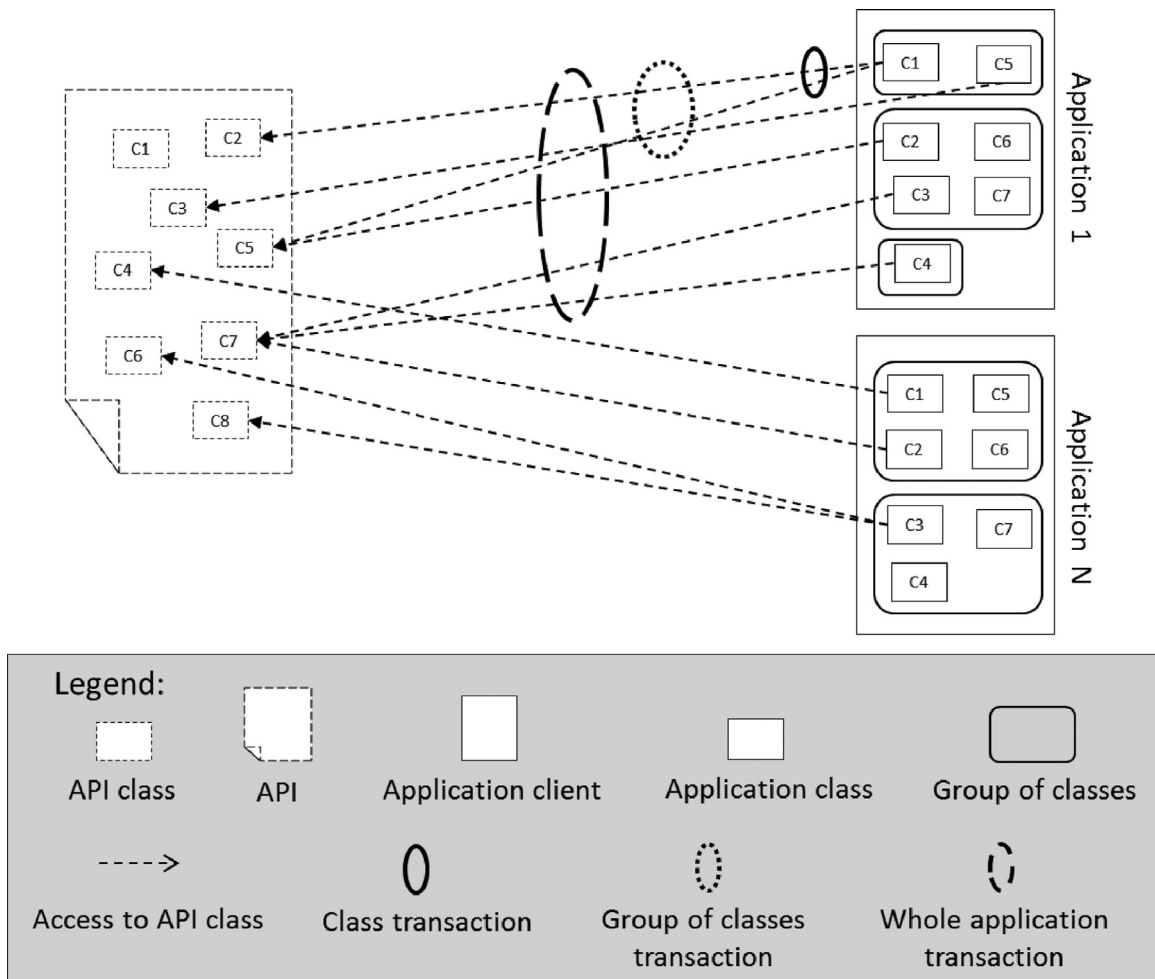 C1
C2
C3
C5
C4
C7
C6
C8
C1 C5
C2 C6
C3 C7
C4
Application 1
C1 C5
C2 C6
C3 C7
C4
Application N
Legend:
API class
API
Application client
Application class
Group of classes
Access to API class
Class transaction
Group of classes
transaction
Whole application
transaction